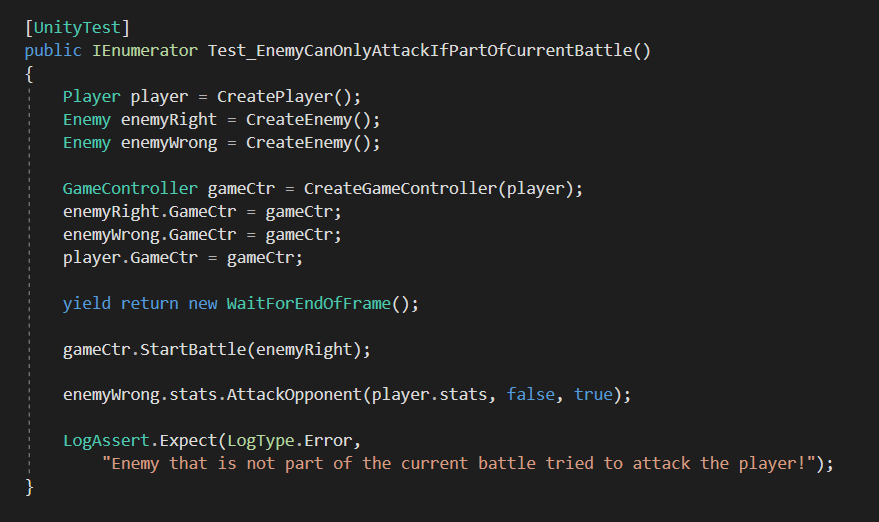 [UnityTest]
public IEnumerator Test_EnemyCanOnlyAttackIfPartOfCurrentBattle()
{
    Player player = CreatePlayer();
    Enemy enemyRight = CreateEnemy();
    Enemy enemyWrong = CreateEnemy();

    GameController gameCtr = CreateGameController(player);
    enemyRight.GameCtr = gameCtr;
    enemyWrong.GameCtr = gameCtr;
    player.GameCtr = gameCtr;

    yield return new WaitForEndOfFrame();

    gameCtr.StartBattle(enemyRight);

    enemyWrong.stats.AttackOpponent(player.stats, false, true);

    LogAssert.Expect(LogType.Error,
        "Enemy that is not part of the current battle tried to attack the player!");
}